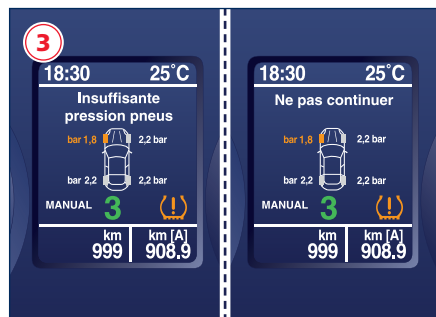 3
18:30 25°C
Insuffisante
pression pneus
bar 1,8 2,2 bar
bar 2,2 2,2 bar
MANUAL 3 (!)
km km [A]
999 908.9
18:30 25°C
Ne pas continuer
bar 1,8 2,2 bar
bar 2,2 2,2 bar
MANUAL 3 (!)
km km [A]
999 908.9